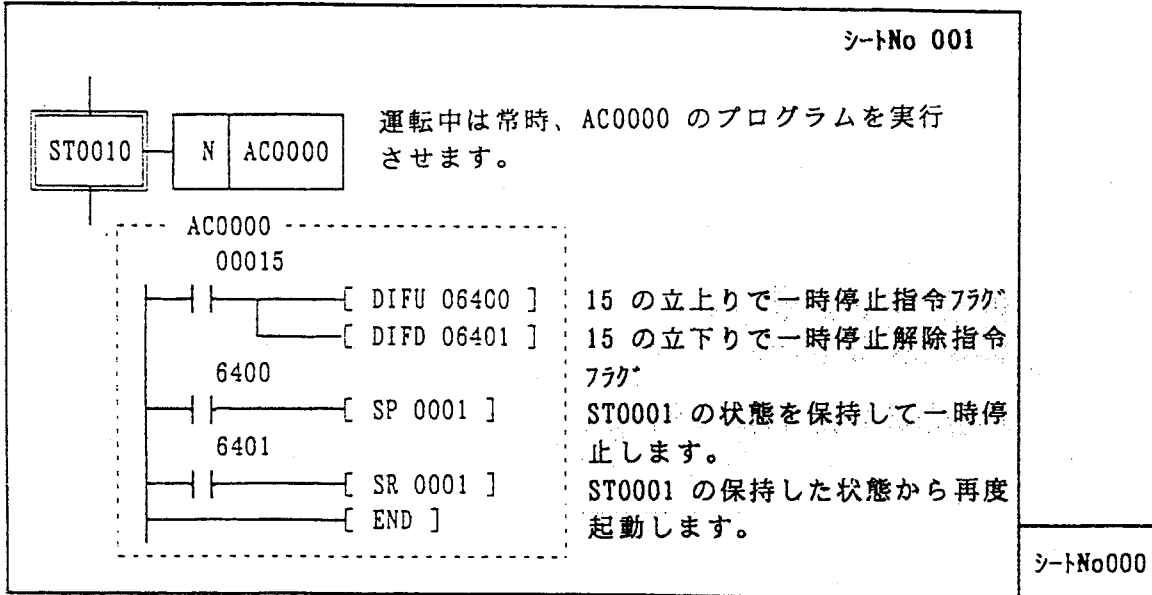 ｼｰﾄNo 001
運転中は常時、AC0000 のプログラムを実行
させます。
ST0010 N AC0000
AC0000
00015
[ DIFU 06400 ] 15 の立上りで一時停止指令ﾌﾗｸﾞ
[ DIFD 06401 ] 15 の立下りで一時停止解除指令
ﾌﾗｸﾞ
6400
[ SP 0001 ] ST0001 の状態を保持して一時停
止します。
6401
[ SR 0001 ] ST0001 の保持した状態から再度
[ END ] 起動します。
ｼｰﾄNo000